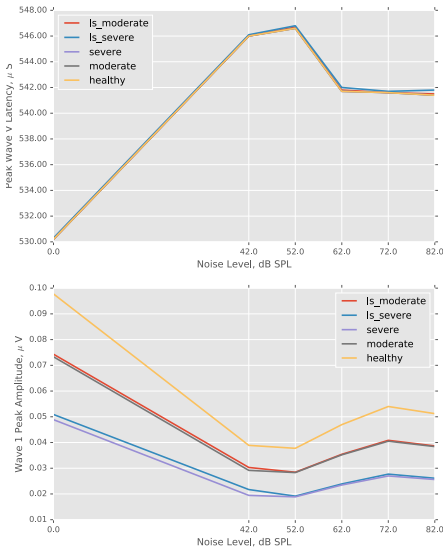 548.00
546.00
544.00
542.00
540.00
538.00
536.00
534.00
532.00
530.00
Peak Wave V Latency, μ S
ls_moderate
ls_severe
severe
moderate
healthy
0.0 42.0 52.0 62.0 72.0 82.0
Noise Level, dB SPL
0.10
0.09
0.08
0.07
0.06
0.05
0.04
0.03
0.02
0.01
Wave 1 Peak Amplitude, μ V
ls_moderate
ls_severe
severe
moderate
healthy
0.0 42.0 52.0 62.0 72.0 82.0
Noise Level, dB SPL